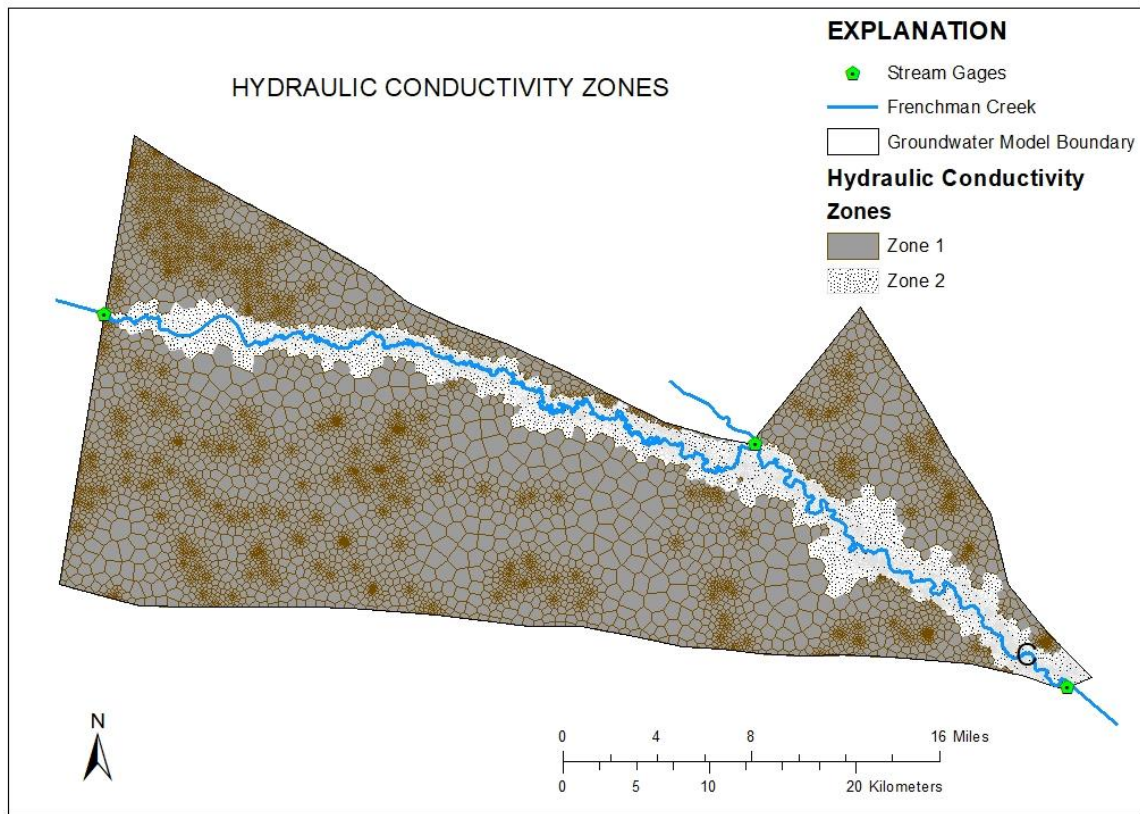 HYDRAULIC CONDUCTIVITY ZONES
EXPLANATION
Stream Gages
Frenchman Creek
Groundwater Model Boundary
Hydraulic Conductivity
Zones
Zone 1
Zone 2
G
N
0 4 8 16 Miles
0 5 10 20 Kilometers